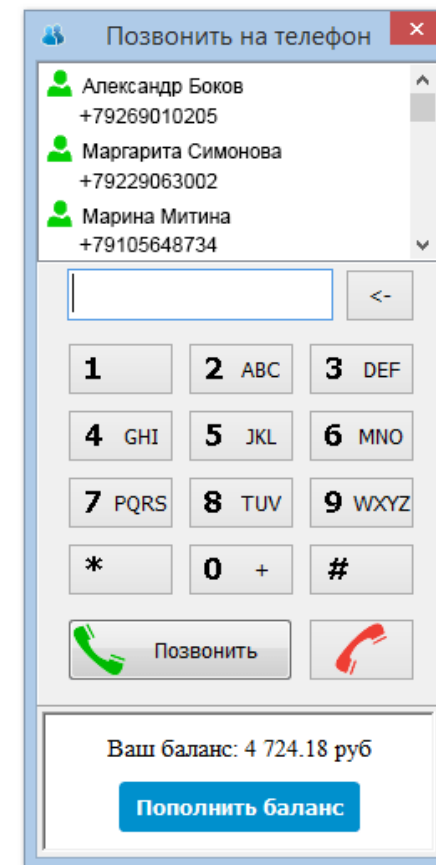 Позвонить на телефон
Александр Боков
+79269010205
Маргарита Симонова
+79229063002
Марина Митина
+79105648734
<-
1 2 ABC 3 DEF
4 GHI 5 JKL 6 MNO
7 PQRS 8 TUV 9 WXYZ
* 0 + #
Позвонить
Ваш баланс: 4 724.18 руб
Пополнить баланс